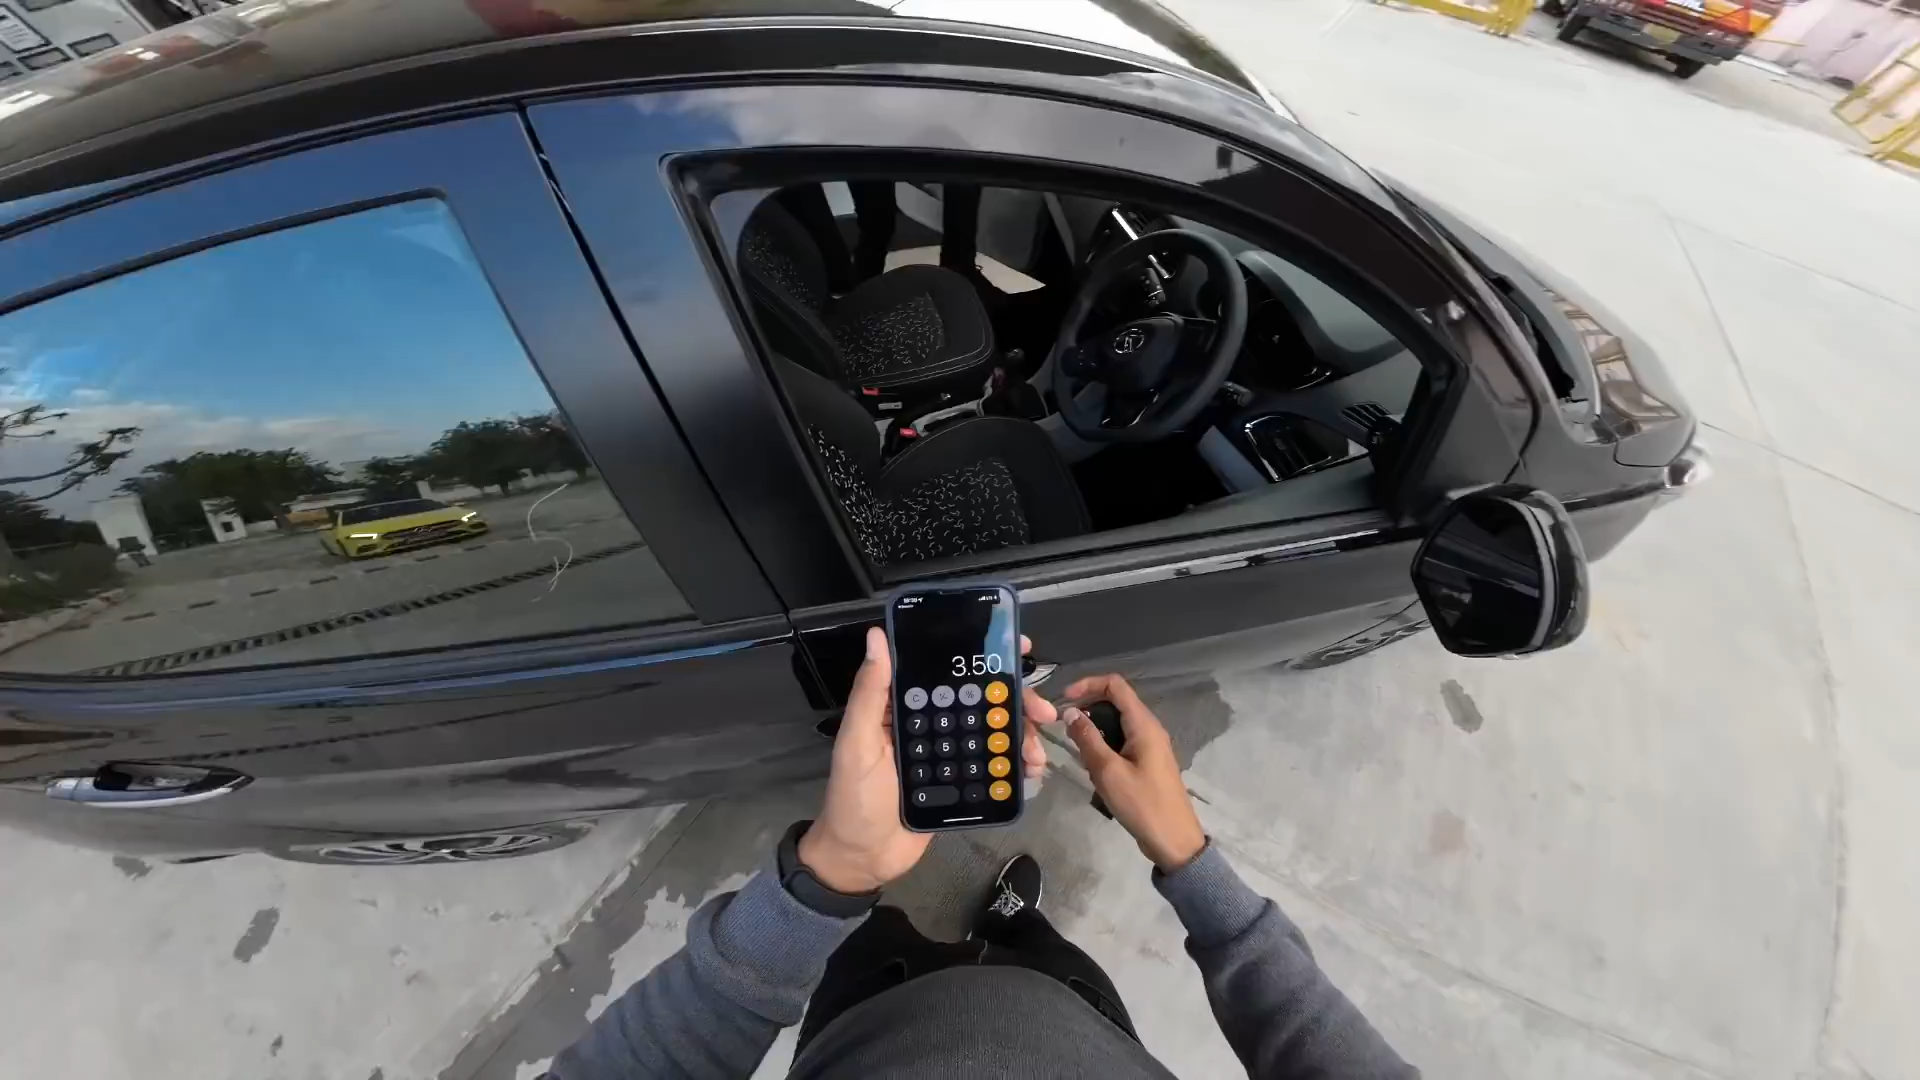 3.50
C % ÷
7 8 9 ×
4 5 6 −
1 2 3 +
0 . =